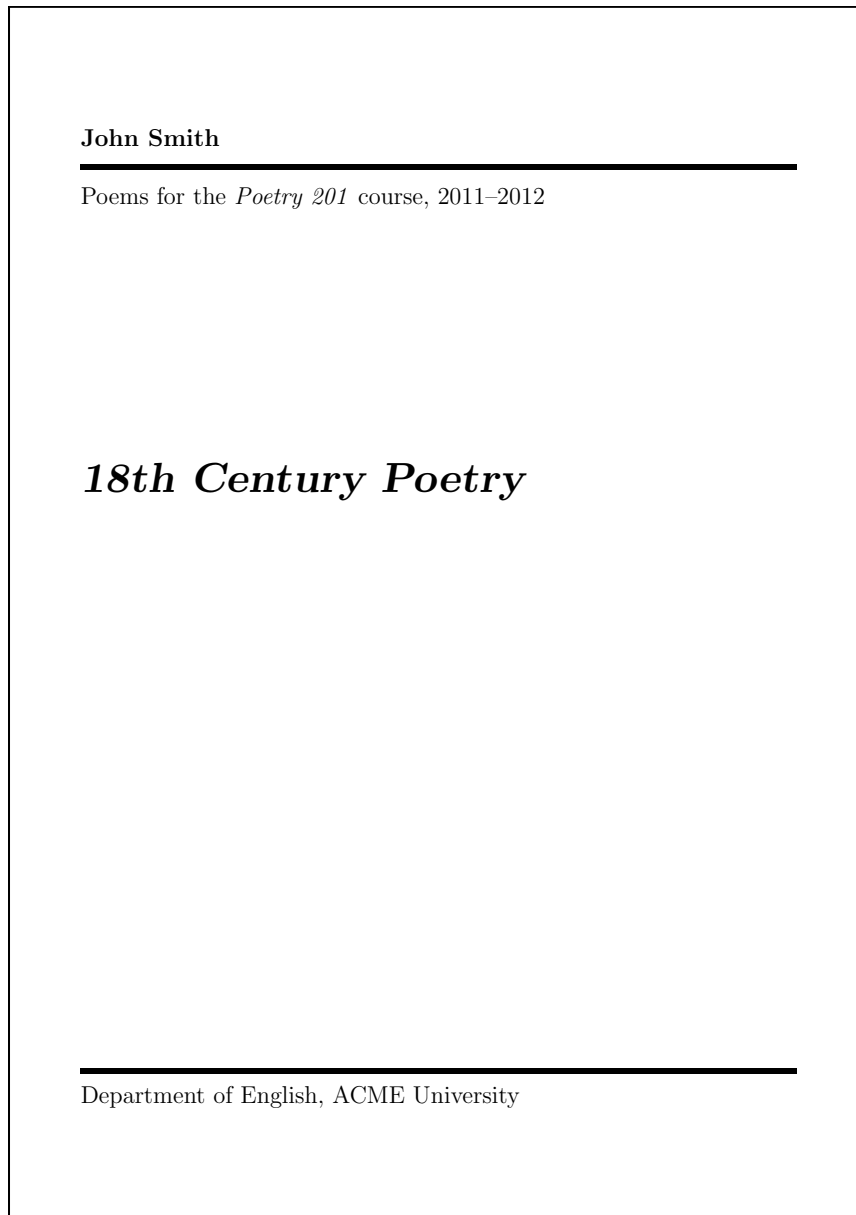 John Smith
Poems for the Poetry 201 course, 2011–2012
18th Century Poetry
Department of English, ACME University